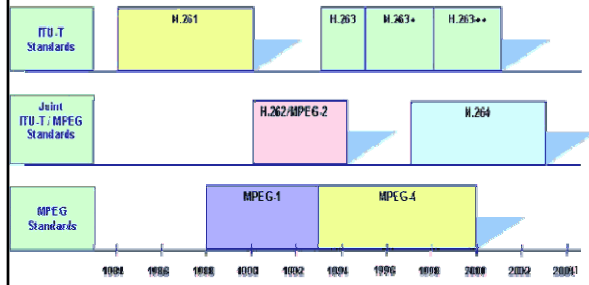 ITU-T
Standards
H.261
H.263
H.263+
H.263++
Joint
ITU-T / MPEG
Standards
H.262/MPEG-2
H.264
MPEG
Standards
MPEG-1
MPEG-4
1984 1986 1988 1990 1992 1994 1996 1998 2000 2002 2004